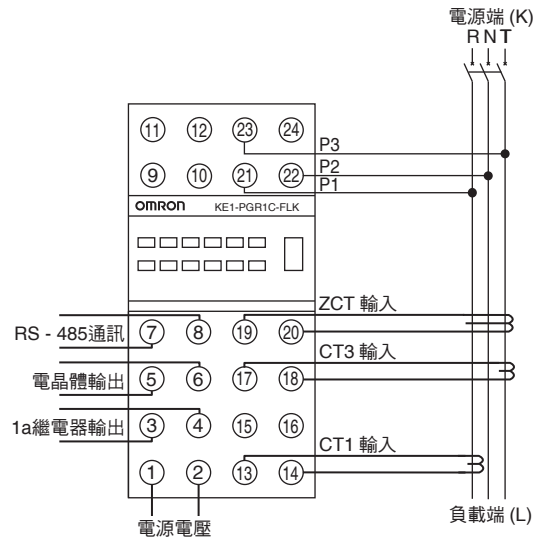 電源端 (K)
R N T
⑪ ⑫ ㉓ ㉔
P3
⑨ ⑩ ㉑ ㉒
P2
P1
OMRON KE1-PGR1C-FLK
ZCT 輸入
RS - 485通訊 ⑦ ⑧ ⑲ ⑳
CT3 輸入
電晶體輸出 ⑤ ⑥ ⑰ ⑱
1a繼電器輸出 ③ ④ ⑮ ⑯
CT1 輸入
① ② ⑬ ⑭
電源電壓
負載端 (L)